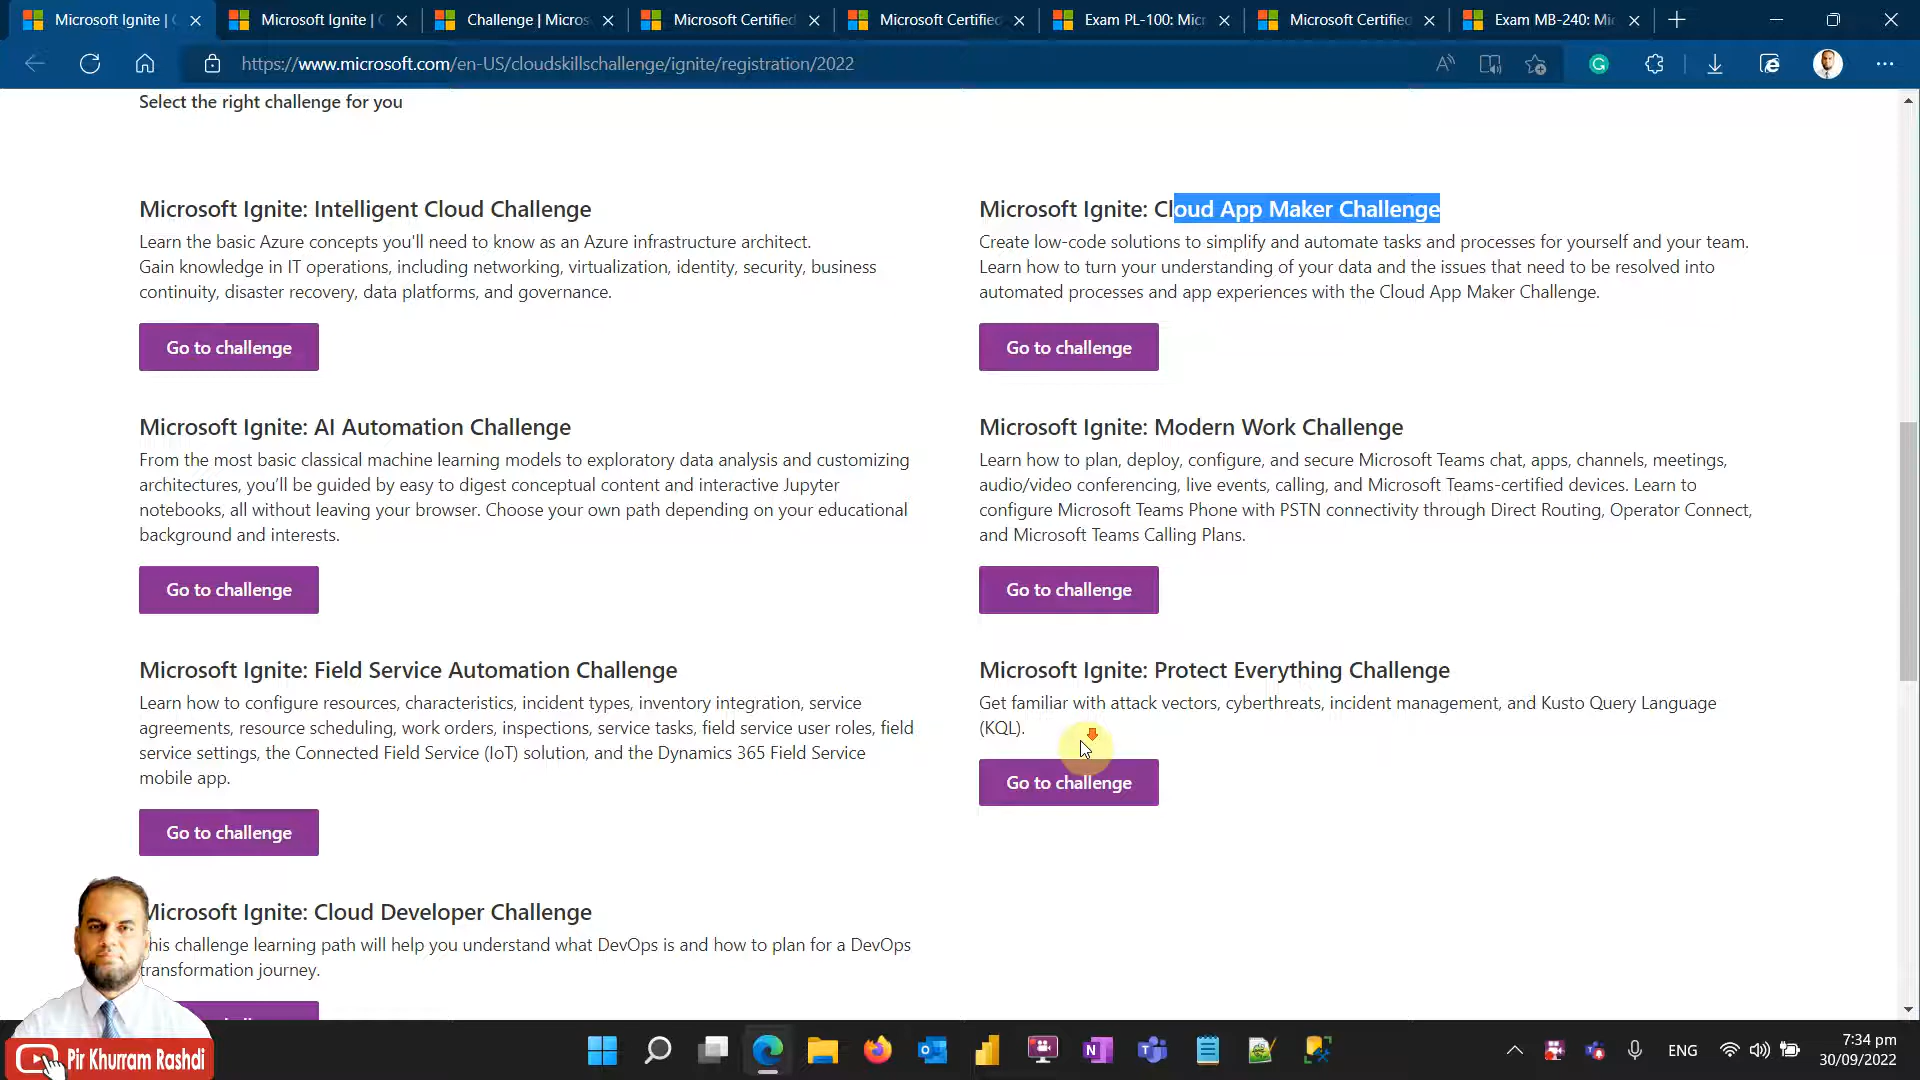 Microsoft Ignite |
Microsoft Ignite |
Challenge | Micros
Microsoft Certified
Microsoft Certified
Exam PL-100: Micr
Microsoft Certified
Exam MB-240: Mi
https://www.microsoft.com/en-US/cloudskillschallenge/ignite/registration/2022
Select the right challenge for you
Microsoft Ignite: Intelligent Cloud Challenge
Learn the basic Azure concepts you'll need to know as an Azure infrastructure architect.
Gain knowledge in IT operations, including networking, virtualization, identity, security, business
continuity, disaster recovery, data platforms, and governance.
Go to challenge
Microsoft Ignite: Cloud App Maker Challenge
Create low-code solutions to simplify and automate tasks and processes for yourself and your team.
Learn how to turn your understanding of your data and the issues that need to be resolved into
automated processes and app experiences with the Cloud App Maker Challenge.
Go to challenge
Microsoft Ignite: AI Automation Challenge
From the most basic classical machine learning models to exploratory data analysis and customizing
architectures, you’ll be guided by easy to digest conceptual content and interactive Jupyter
notebooks, all without leaving your browser. Choose your own path depending on your educational
background and interests.
Go to challenge
Microsoft Ignite: Modern Work Challenge
Learn how to plan, deploy, configure, and secure Microsoft Teams chat, apps, channels, meetings,
audio/video conferencing, live events, calling, and Microsoft Teams-certified devices. Learn to
configure Microsoft Teams Phone with PSTN connectivity through Direct Routing, Operator Connect,
and Microsoft Teams Calling Plans.
Go to challenge
Microsoft Ignite: Field Service Automation Challenge
Learn how to configure resources, characteristics, incident types, inventory integration, service
agreements, resource scheduling, work orders, inspections, service tasks, field service user roles, field
service settings, the Connected Field Service (IoT) solution, and the Dynamics 365 Field Service
mobile app.
Go to challenge
Microsoft Ignite: Protect Everything Challenge
Get familiar with attack vectors, cyberthreats, incident management, and Kusto Query Language
(KQL).
Go to challenge
Microsoft Ignite: Cloud Developer Challenge
This challenge learning path will help you understand what DevOps is and how to plan for a DevOps
transformation journey.
Pir Khurram Rashdi
ENG
7:34 pm
30/09/2022